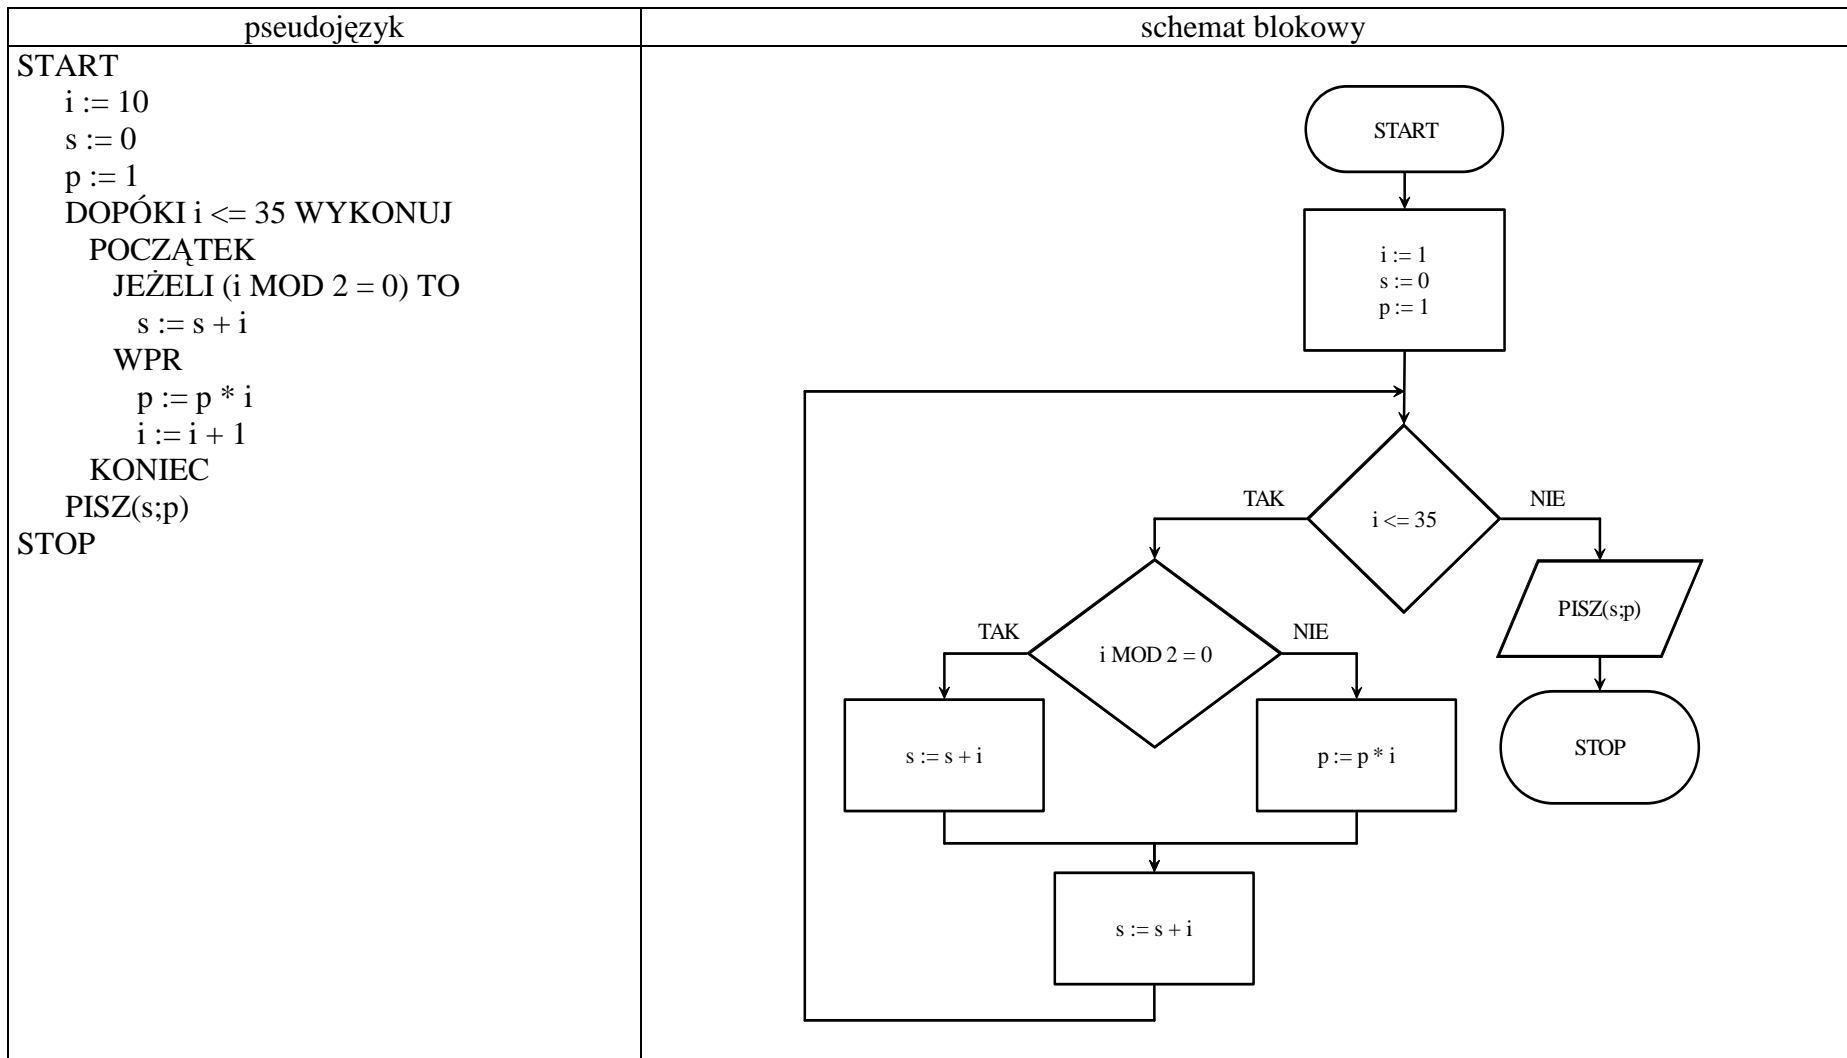 pseudojęzyk
schemat blokowy
START
i := 10
s := 0
p := 1
DOPÓKI i <= 35 WYKONUJ
POCZĄTEK
JEŻELI (i MOD 2 = 0) TO
s := s + i
WPR
p := p * i
i := i + 1
KONIEC
PISZ(s;p)
STOP
START
i := 1
s := 0
p := 1
i <= 35
TAK
NIE
i MOD 2 = 0
TAK
NIE
PISZ(s;p)
s := s + i
p := p * i
STOP
s := s + i